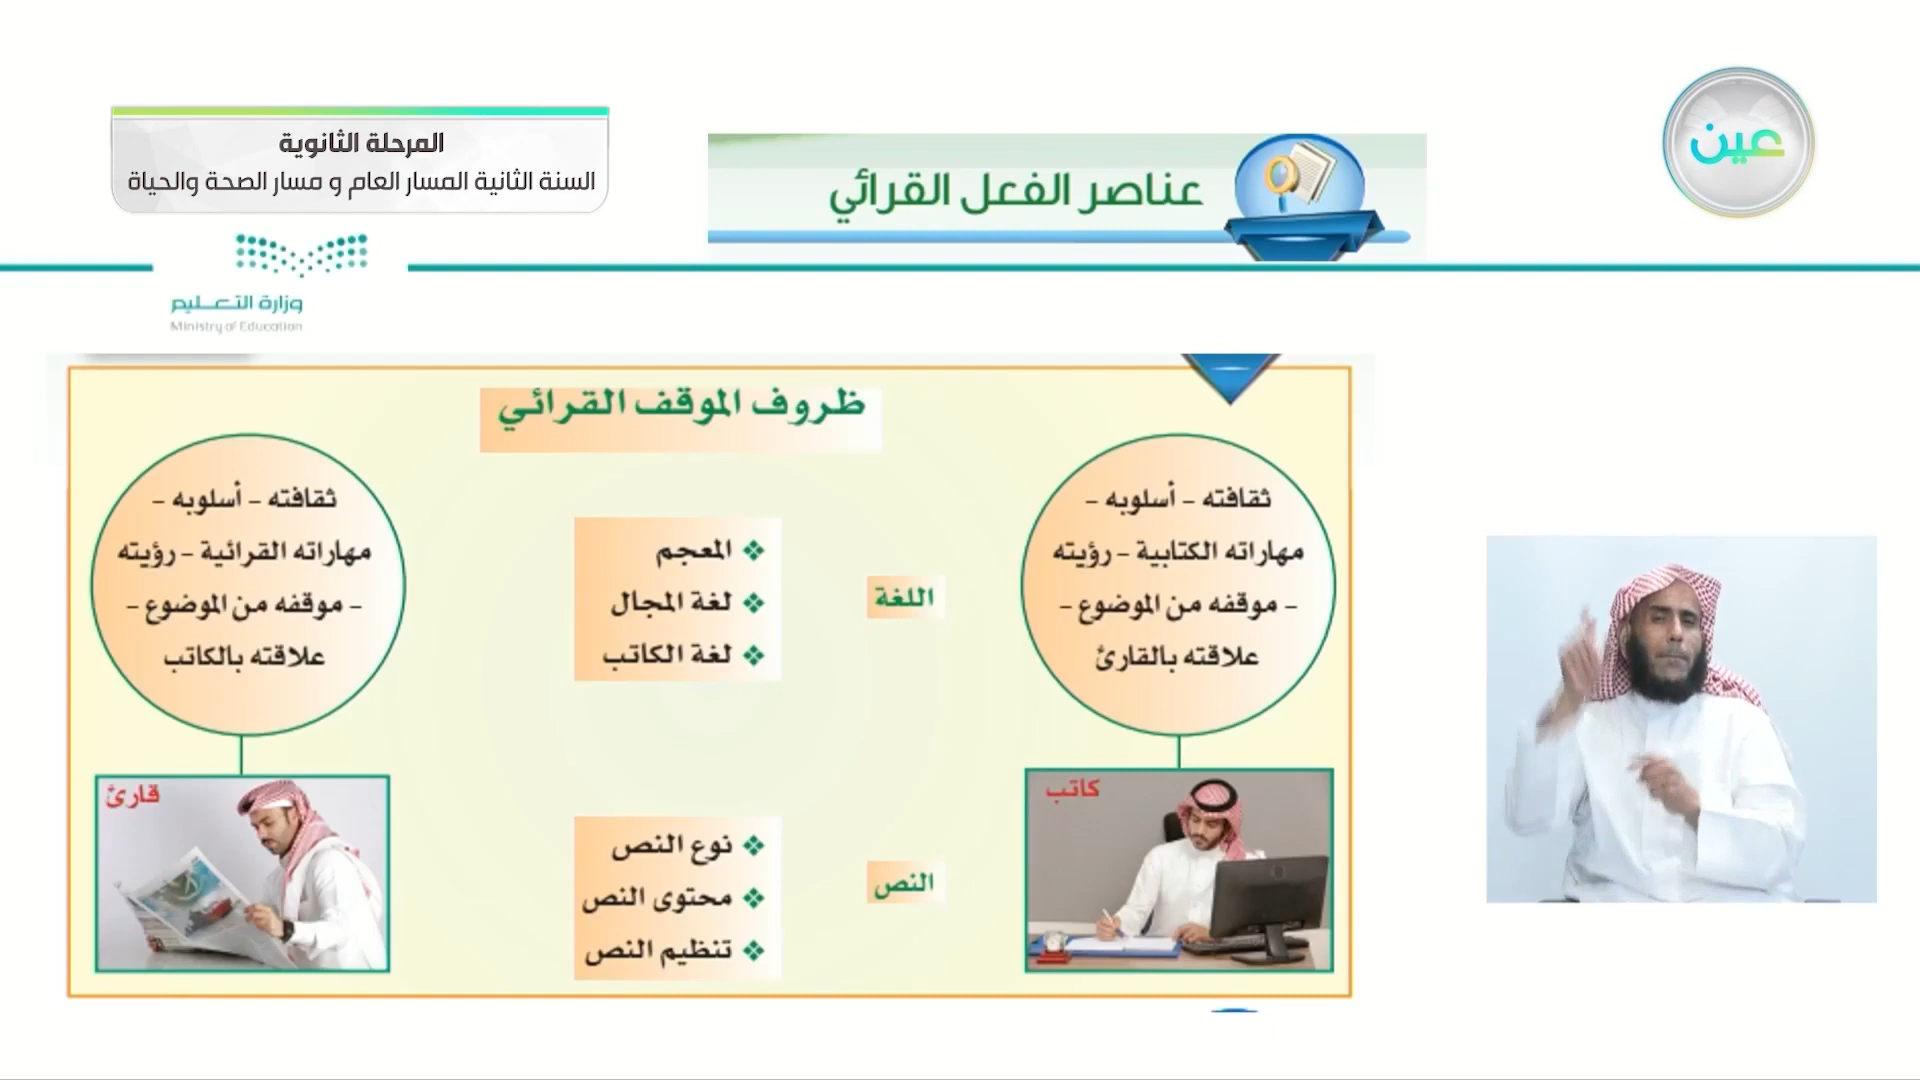 المرحلة الثانوية
السنة الثانية المسار العام و مسار الصحة والحياة
عناصر الفعل القرائي
عين
وزارة التعليم
Ministry of Education
ظروف الموقف القرائي
ثقافته - أسلوبه -
مهاراته الكتابية - رؤيته
- موقفه من الموضوع -
علاقته بالقارئ
كاتب
اللغة
المعجم
لغة المجال
لغة الكاتب
النص
نوع النص
محتوى النص
تنظيم النص
ثقافته - أسلوبه -
مهاراته القرائية - رؤيته
- موقفه من الموضوع -
علاقته بالكاتب
قارئ